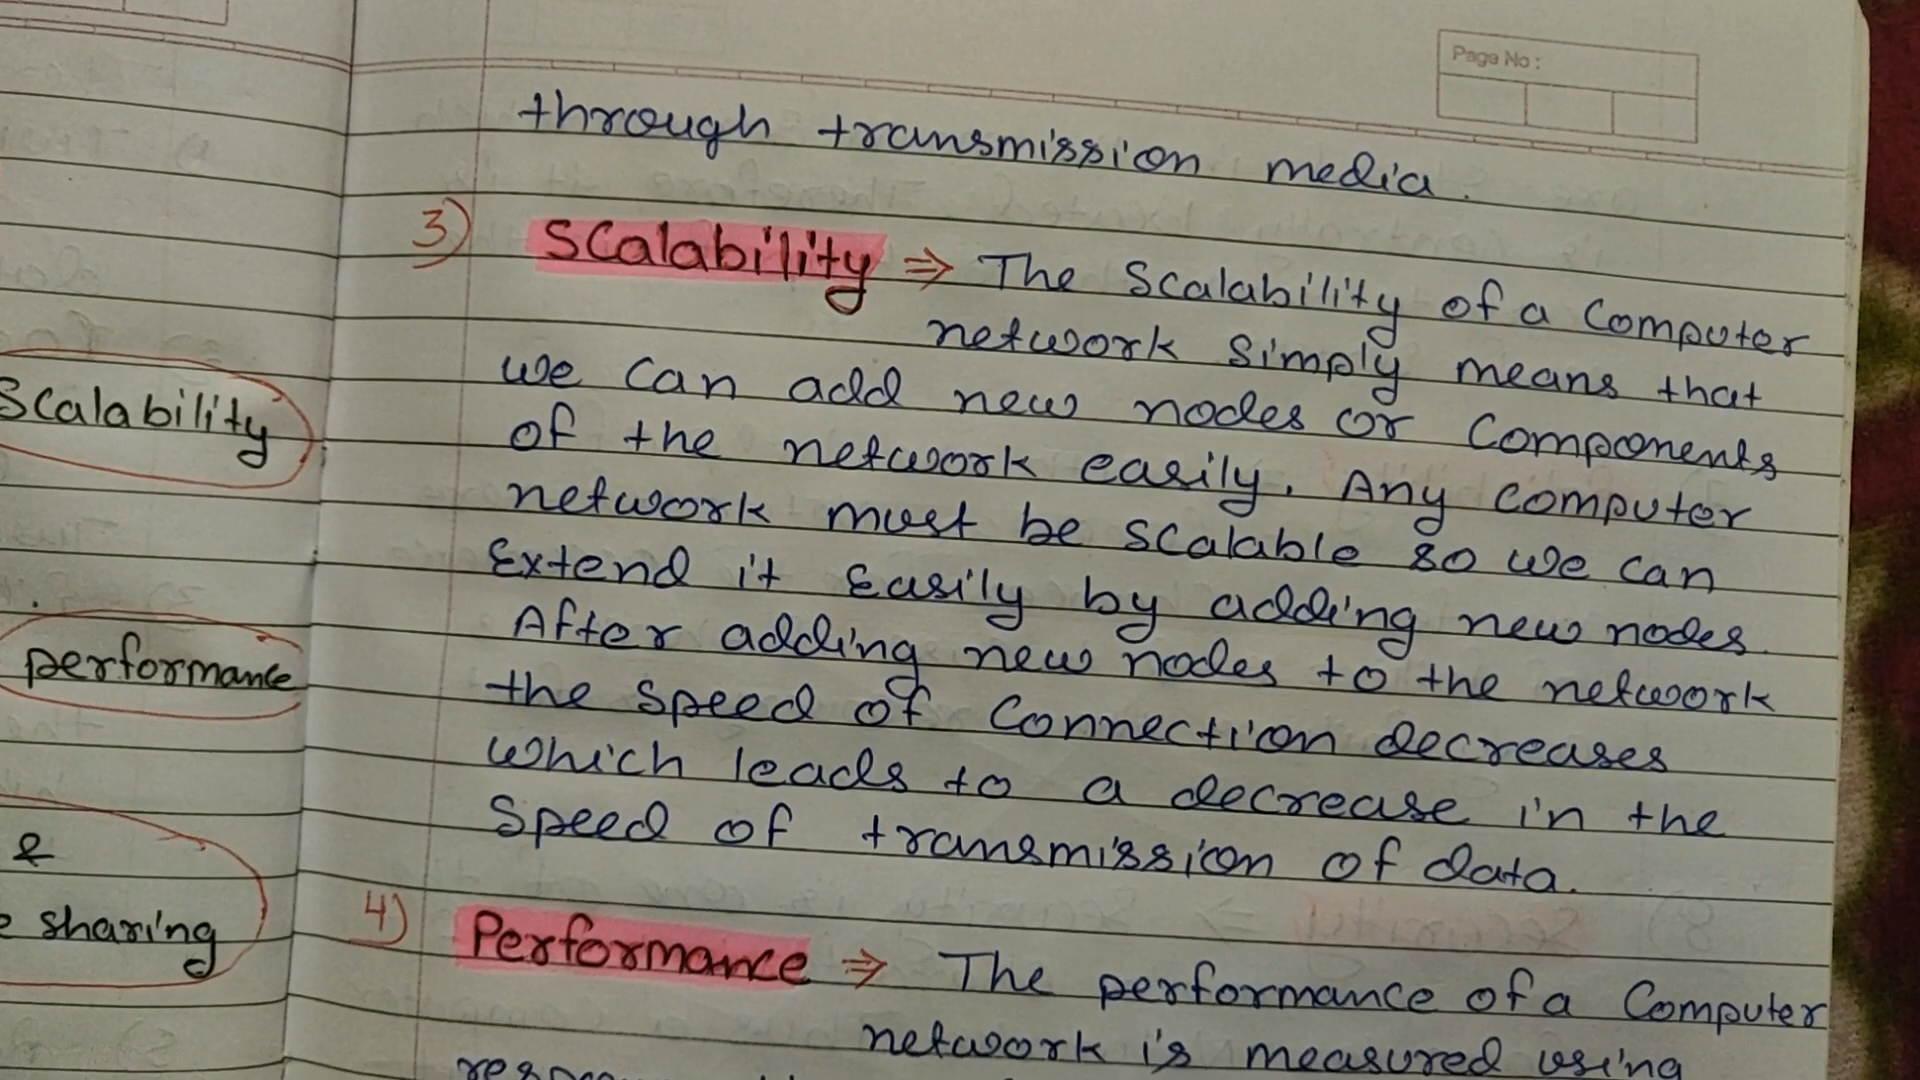 Page No :
through transmission media.
3) Scalability ⇒ The Scalability of a Computer
network simply means that
we can add new nodes or Components
of the network easily. Any computer
network must be scalable so we can
Extend it Easily by adding new nodes.
After adding new nodes to the network
the speed of Connection decreases
which leads to a decrease in the
Speed of transmission of data.
4) Performance ⇒ The performance of a Computer
network is measured using
Scalability
performance
&
sharing